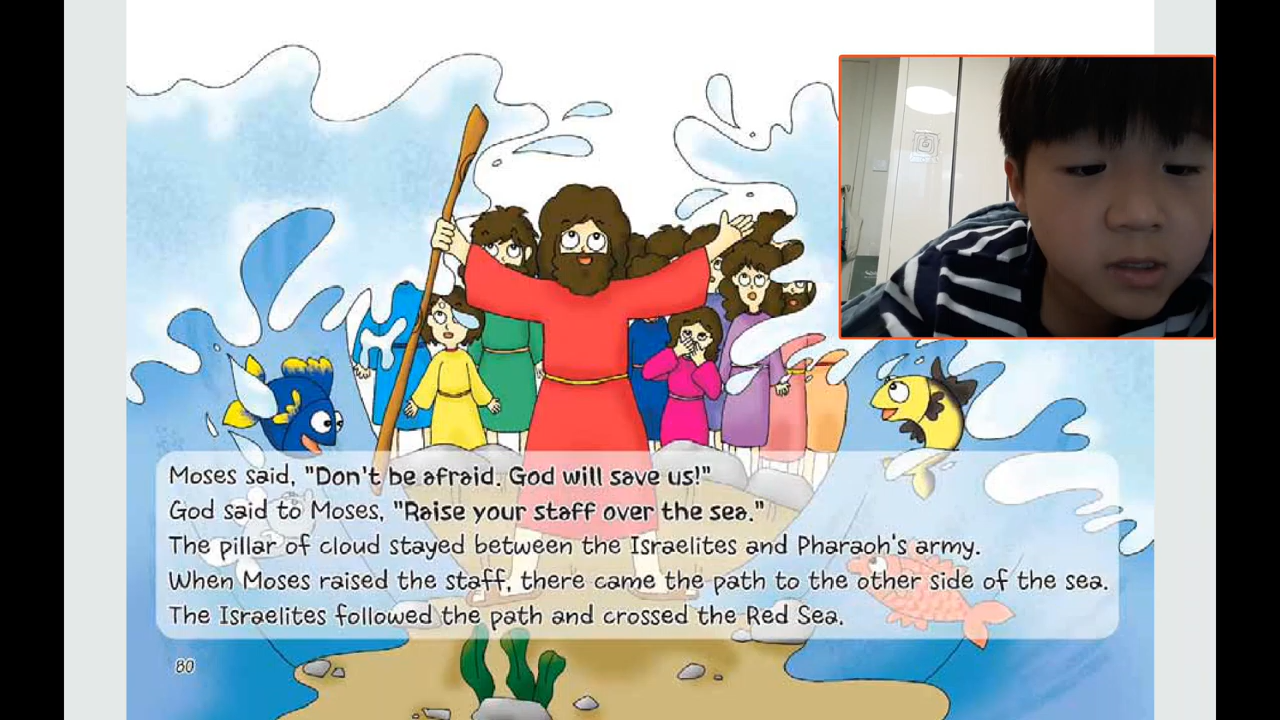 Moses said, "Don't be afraid. God will save us!"
God said to Moses, "Raise your staff over the sea."
The pillar of cloud stayed between the Israelites and Pharaoh's army.
When Moses raised the staff, there came the path to the other side of the sea.
The Israelites followed the path and crossed the Red Sea.
80